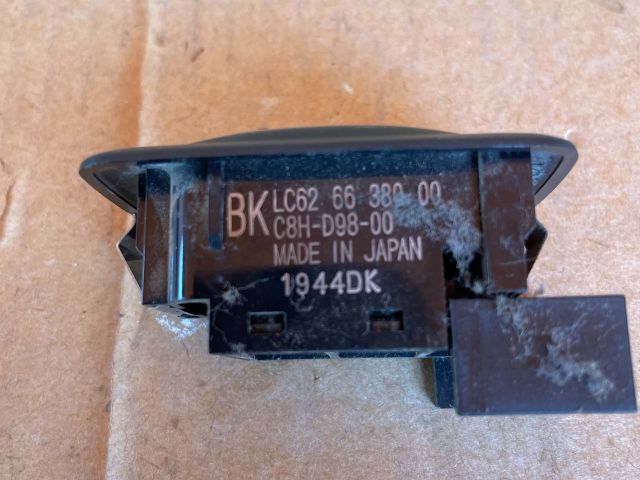 BK LC62 66 380 00
C8H-D98-00
MADE IN JAPAN
1944DK